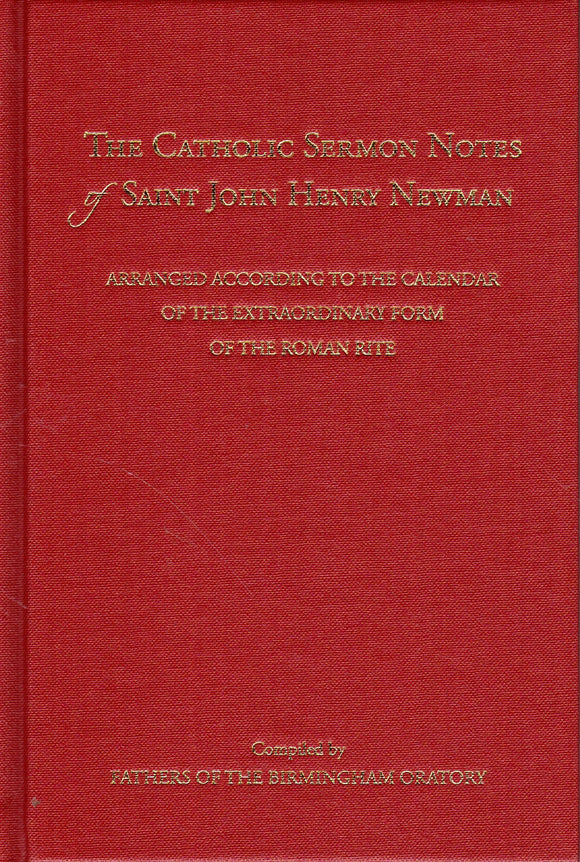 THE CATHOLIC SERMON NOTES
of SAINT JOHN HENRY NEWMAN
ARRANGED ACCORDING TO THE CALENDAR
OF THE EXTRAORDINARY FORM
OF THE ROMAN RITE
Compiled by
FATHERS OF THE BIRMINGHAM ORATORY